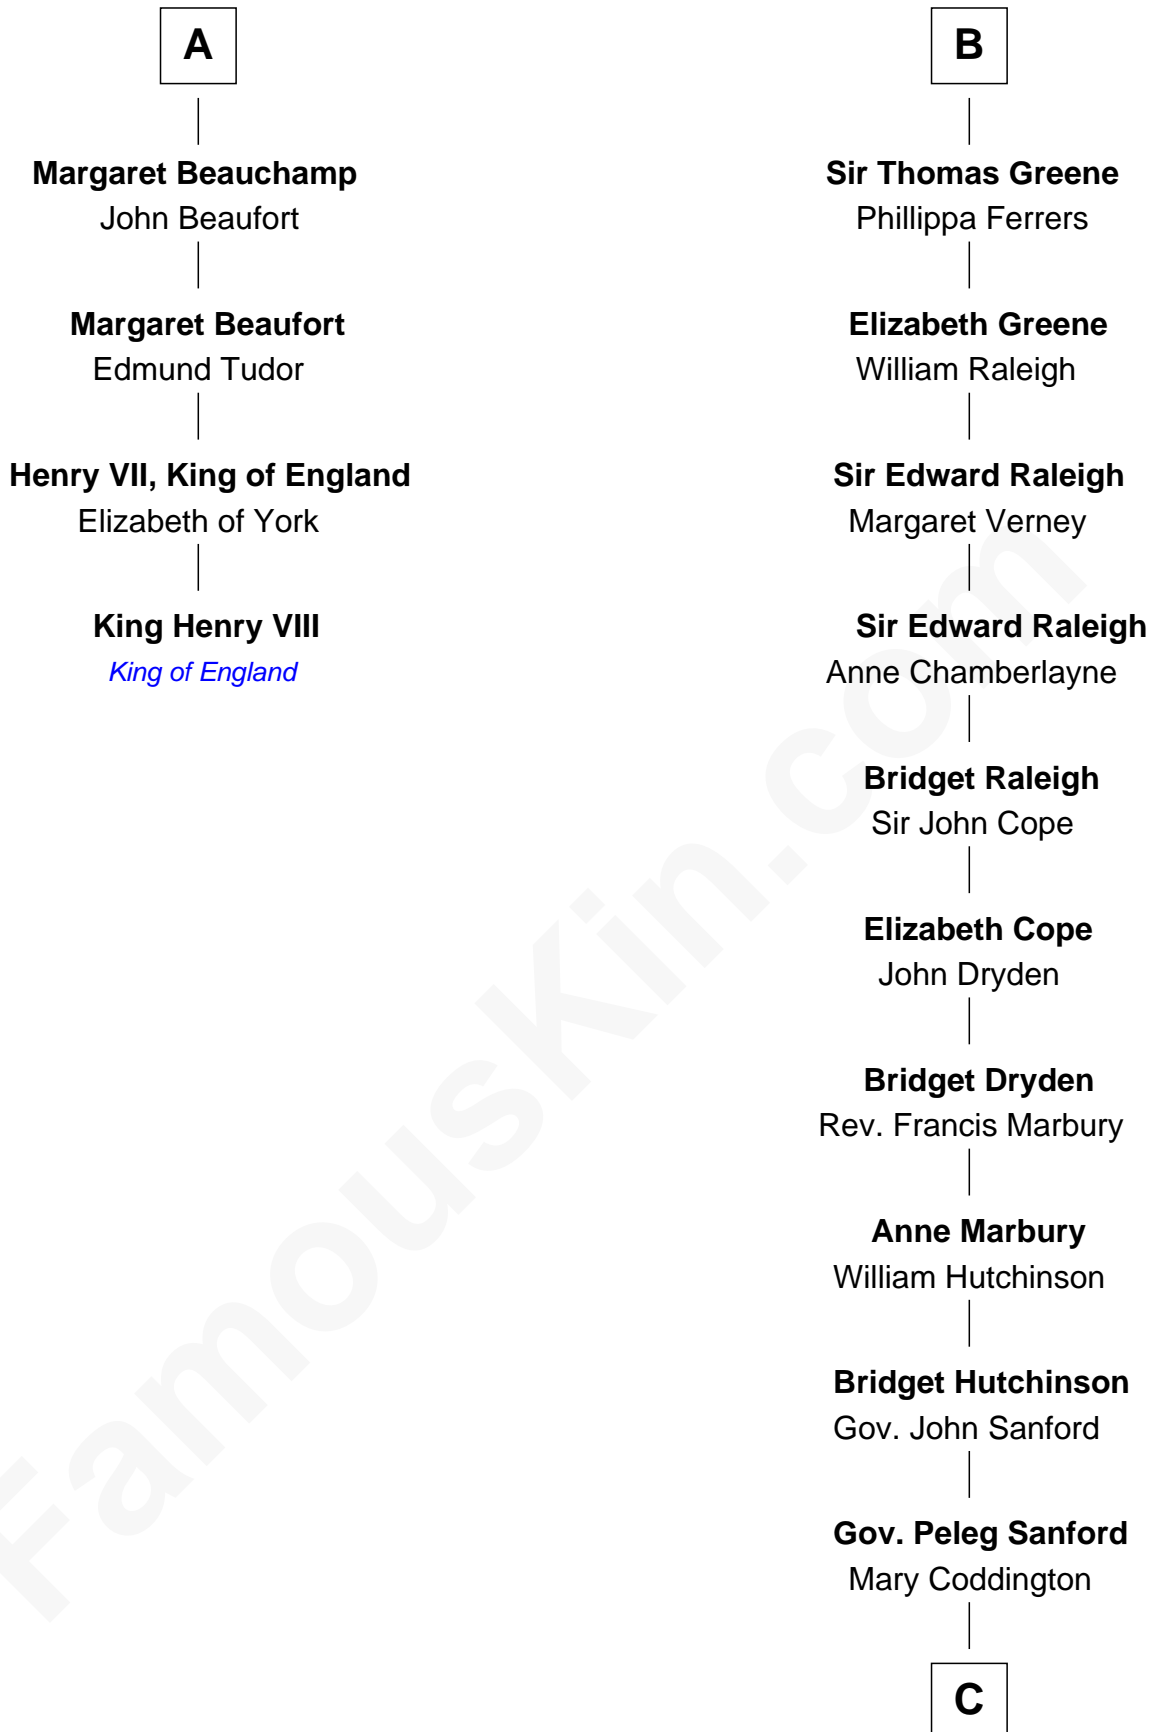 A
Margaret Beauchamp
John Beaufort
Margaret Beaufort
Edmund Tudor
Henry VII, King of England
Elizabeth of York
King Henry VIII
King of England
B
Sir Thomas Greene
Phillippa Ferrers
Elizabeth Greene
William Raleigh
Sir Edward Raleigh
Margaret Verney
Sir Edward Raleigh
Anne Chamberlayne
Bridget Raleigh
Sir John Cope
Elizabeth Cope
John Dryden
Bridget Dryden
Rev. Francis Marbury
Anne Marbury
William Hutchinson
Bridget Hutchinson
Gov. John Sanford
Gov. Peleg Sanford
Mary Coddington
C
FamousKin.com